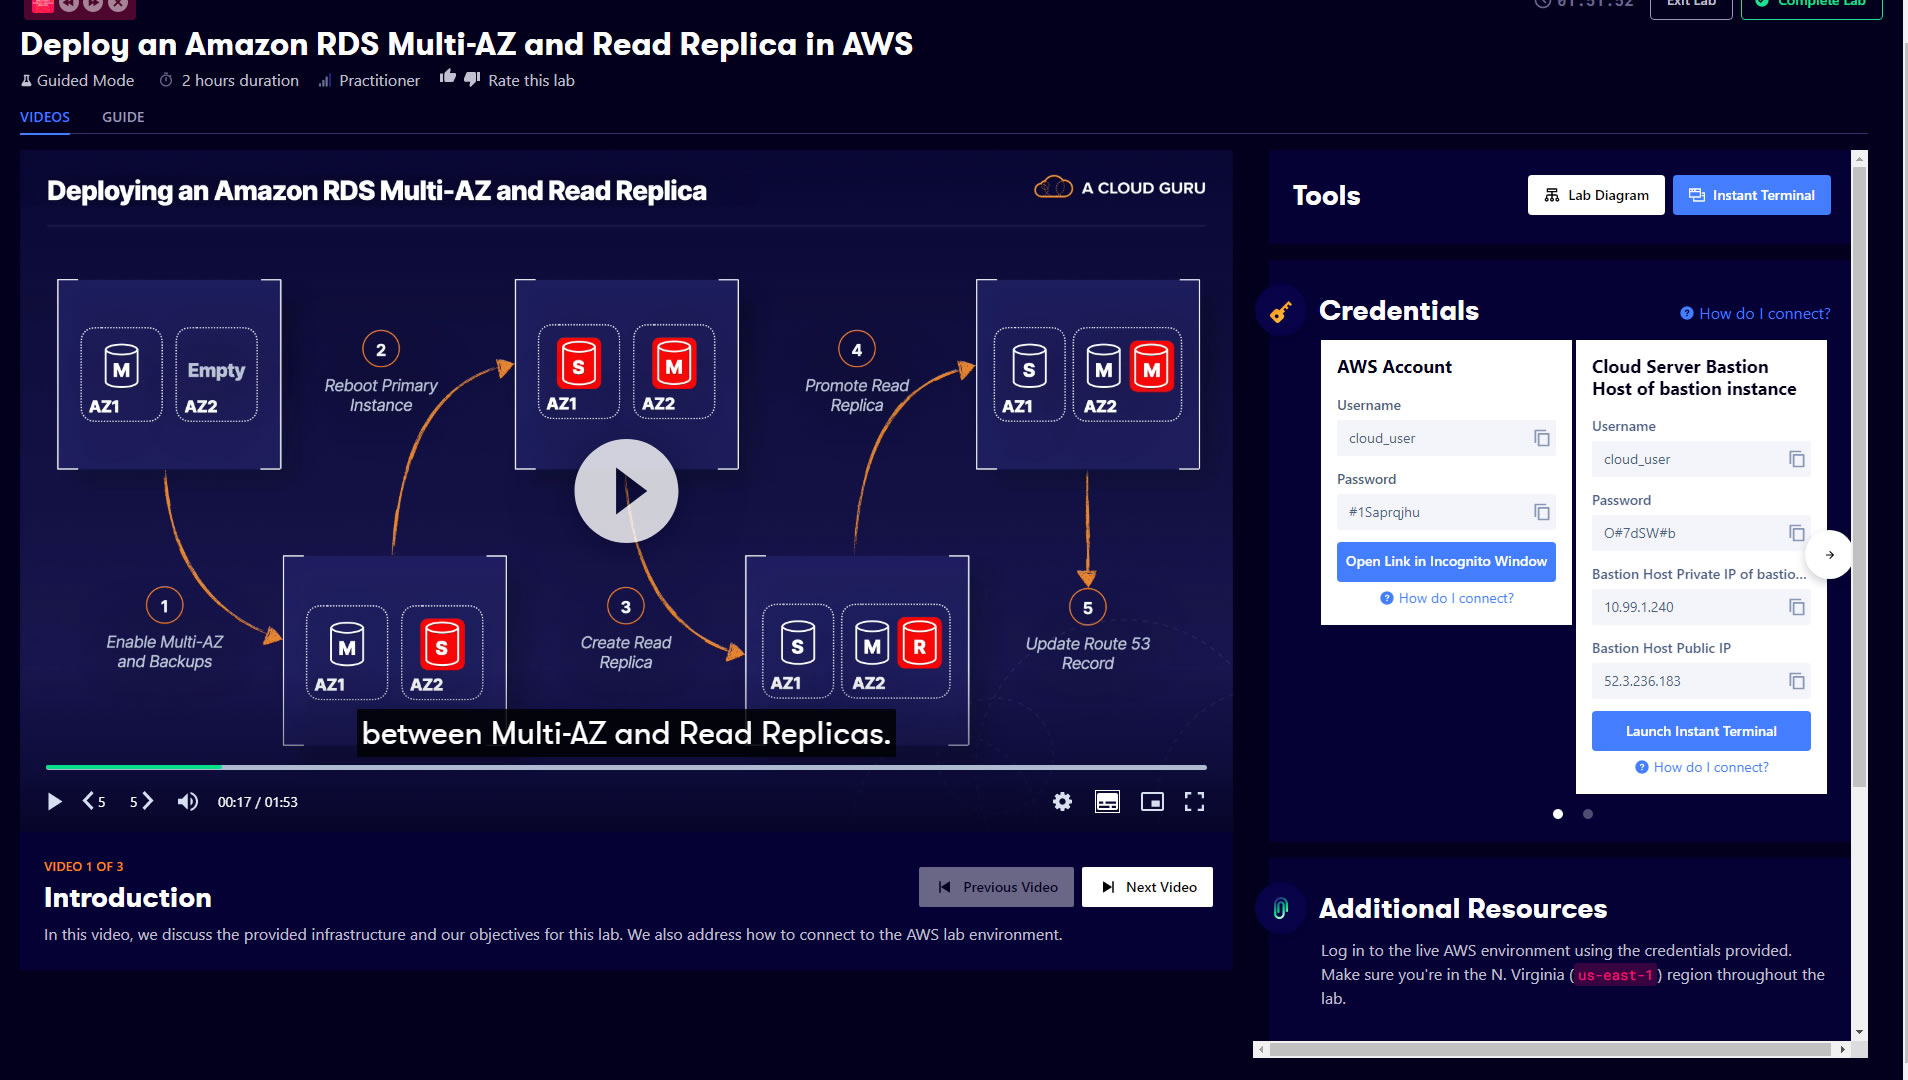 01:51:52
Exit Lab
Complete Lab
Deploy an Amazon RDS Multi-AZ and Read Replica in AWS
Guided Mode
2 hours duration
Practitioner
Rate this lab
VIDEOS
GUIDE
Deploying an Amazon RDS Multi-AZ and Read Replica
A CLOUD GURU
M
AZ1
Empty
AZ2
2
Reboot Primary
Instance
S
AZ1
M
AZ2
4
Promote Read
Replica
S
AZ1
M
M
AZ2
1
Enable Multi-AZ
and Backups
M
AZ1
S
AZ2
3
Create Read
Replica
S
AZ1
M
R
AZ2
5
Update Route 53
Record
between Multi-AZ and Read Replicas.
5
5
00:17 / 01:53
VIDEO 1 OF 3
Introduction
Previous Video
Next Video
In this video, we discuss the provided infrastructure and our objectives for this lab. We also address how to connect to the AWS lab environment.
Tools
Lab Diagram
Instant Terminal
Credentials
How do I connect?
AWS Account
Username
cloud_user
Password
#1Saprqjhu
Open Link in Incognito Window
How do I connect?
Cloud Server Bastion
Host of bastion instance
Username
cloud_user
Password
O#7dSW#b
Bastion Host Private IP of bastio...
10.99.1.240
Bastion Host Public IP
52.3.236.183
Launch Instant Terminal
How do I connect?
Additional Resources
Log in to the live AWS environment using the credentials provided.
Make sure you're in the N. Virginia (us-east-1) region throughout the
lab.